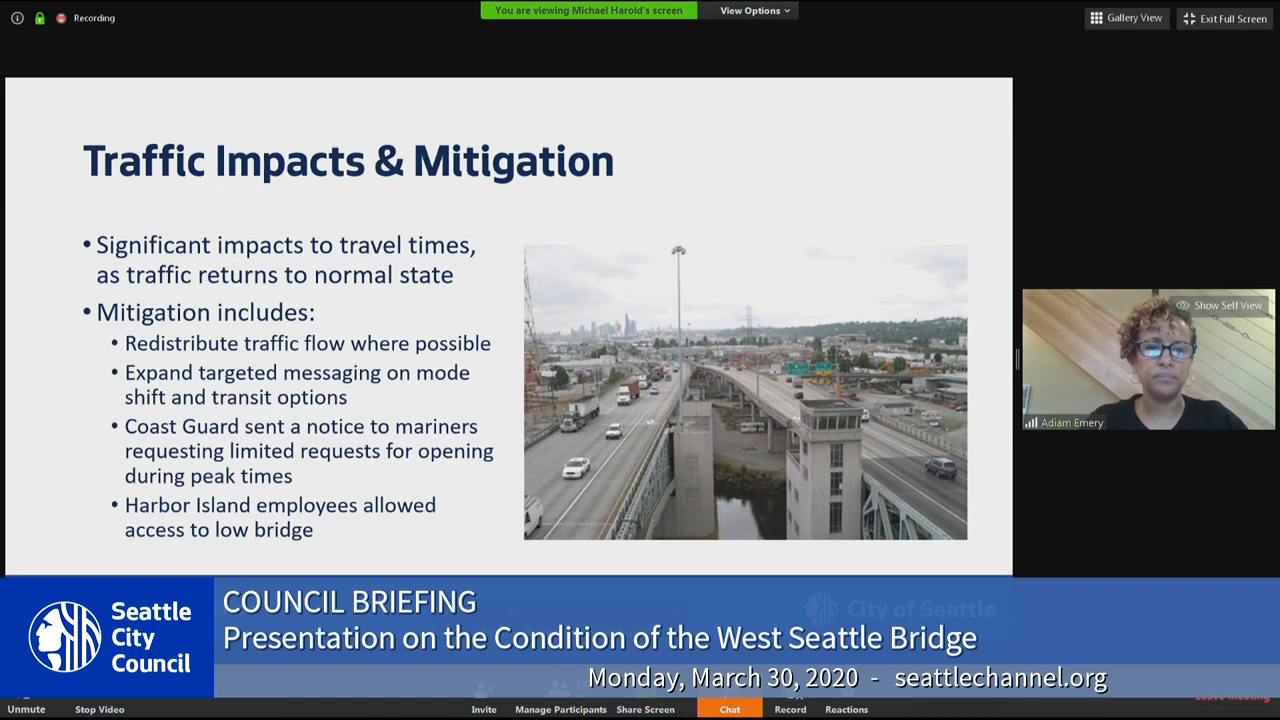 Recording
You are viewing Michael Harold's screen
View Options
Gallery View
Exit Full Screen
Traffic Impacts & Mitigation
• Significant impacts to travel times,
as traffic returns to normal state
• Mitigation includes:
• Redistribute traffic flow where possible
• Expand targeted messaging on mode
shift and transit options
• Coast Guard sent a notice to mariners
requesting limited requests for opening
during peak times
• Harbor Island employees allowed
access to low bridge
Show Self View
Adiam Emery
City of Seattle
Seattle
City
Council
COUNCIL BRIEFING
Presentation on the Condition of the West Seattle Bridge
Monday, March 30, 2020 - seattlechannel.org
Unmute
Stop Video
Invite
Manage Participants
Share Screen
Chat
Record
Reactions
Leave Meeting